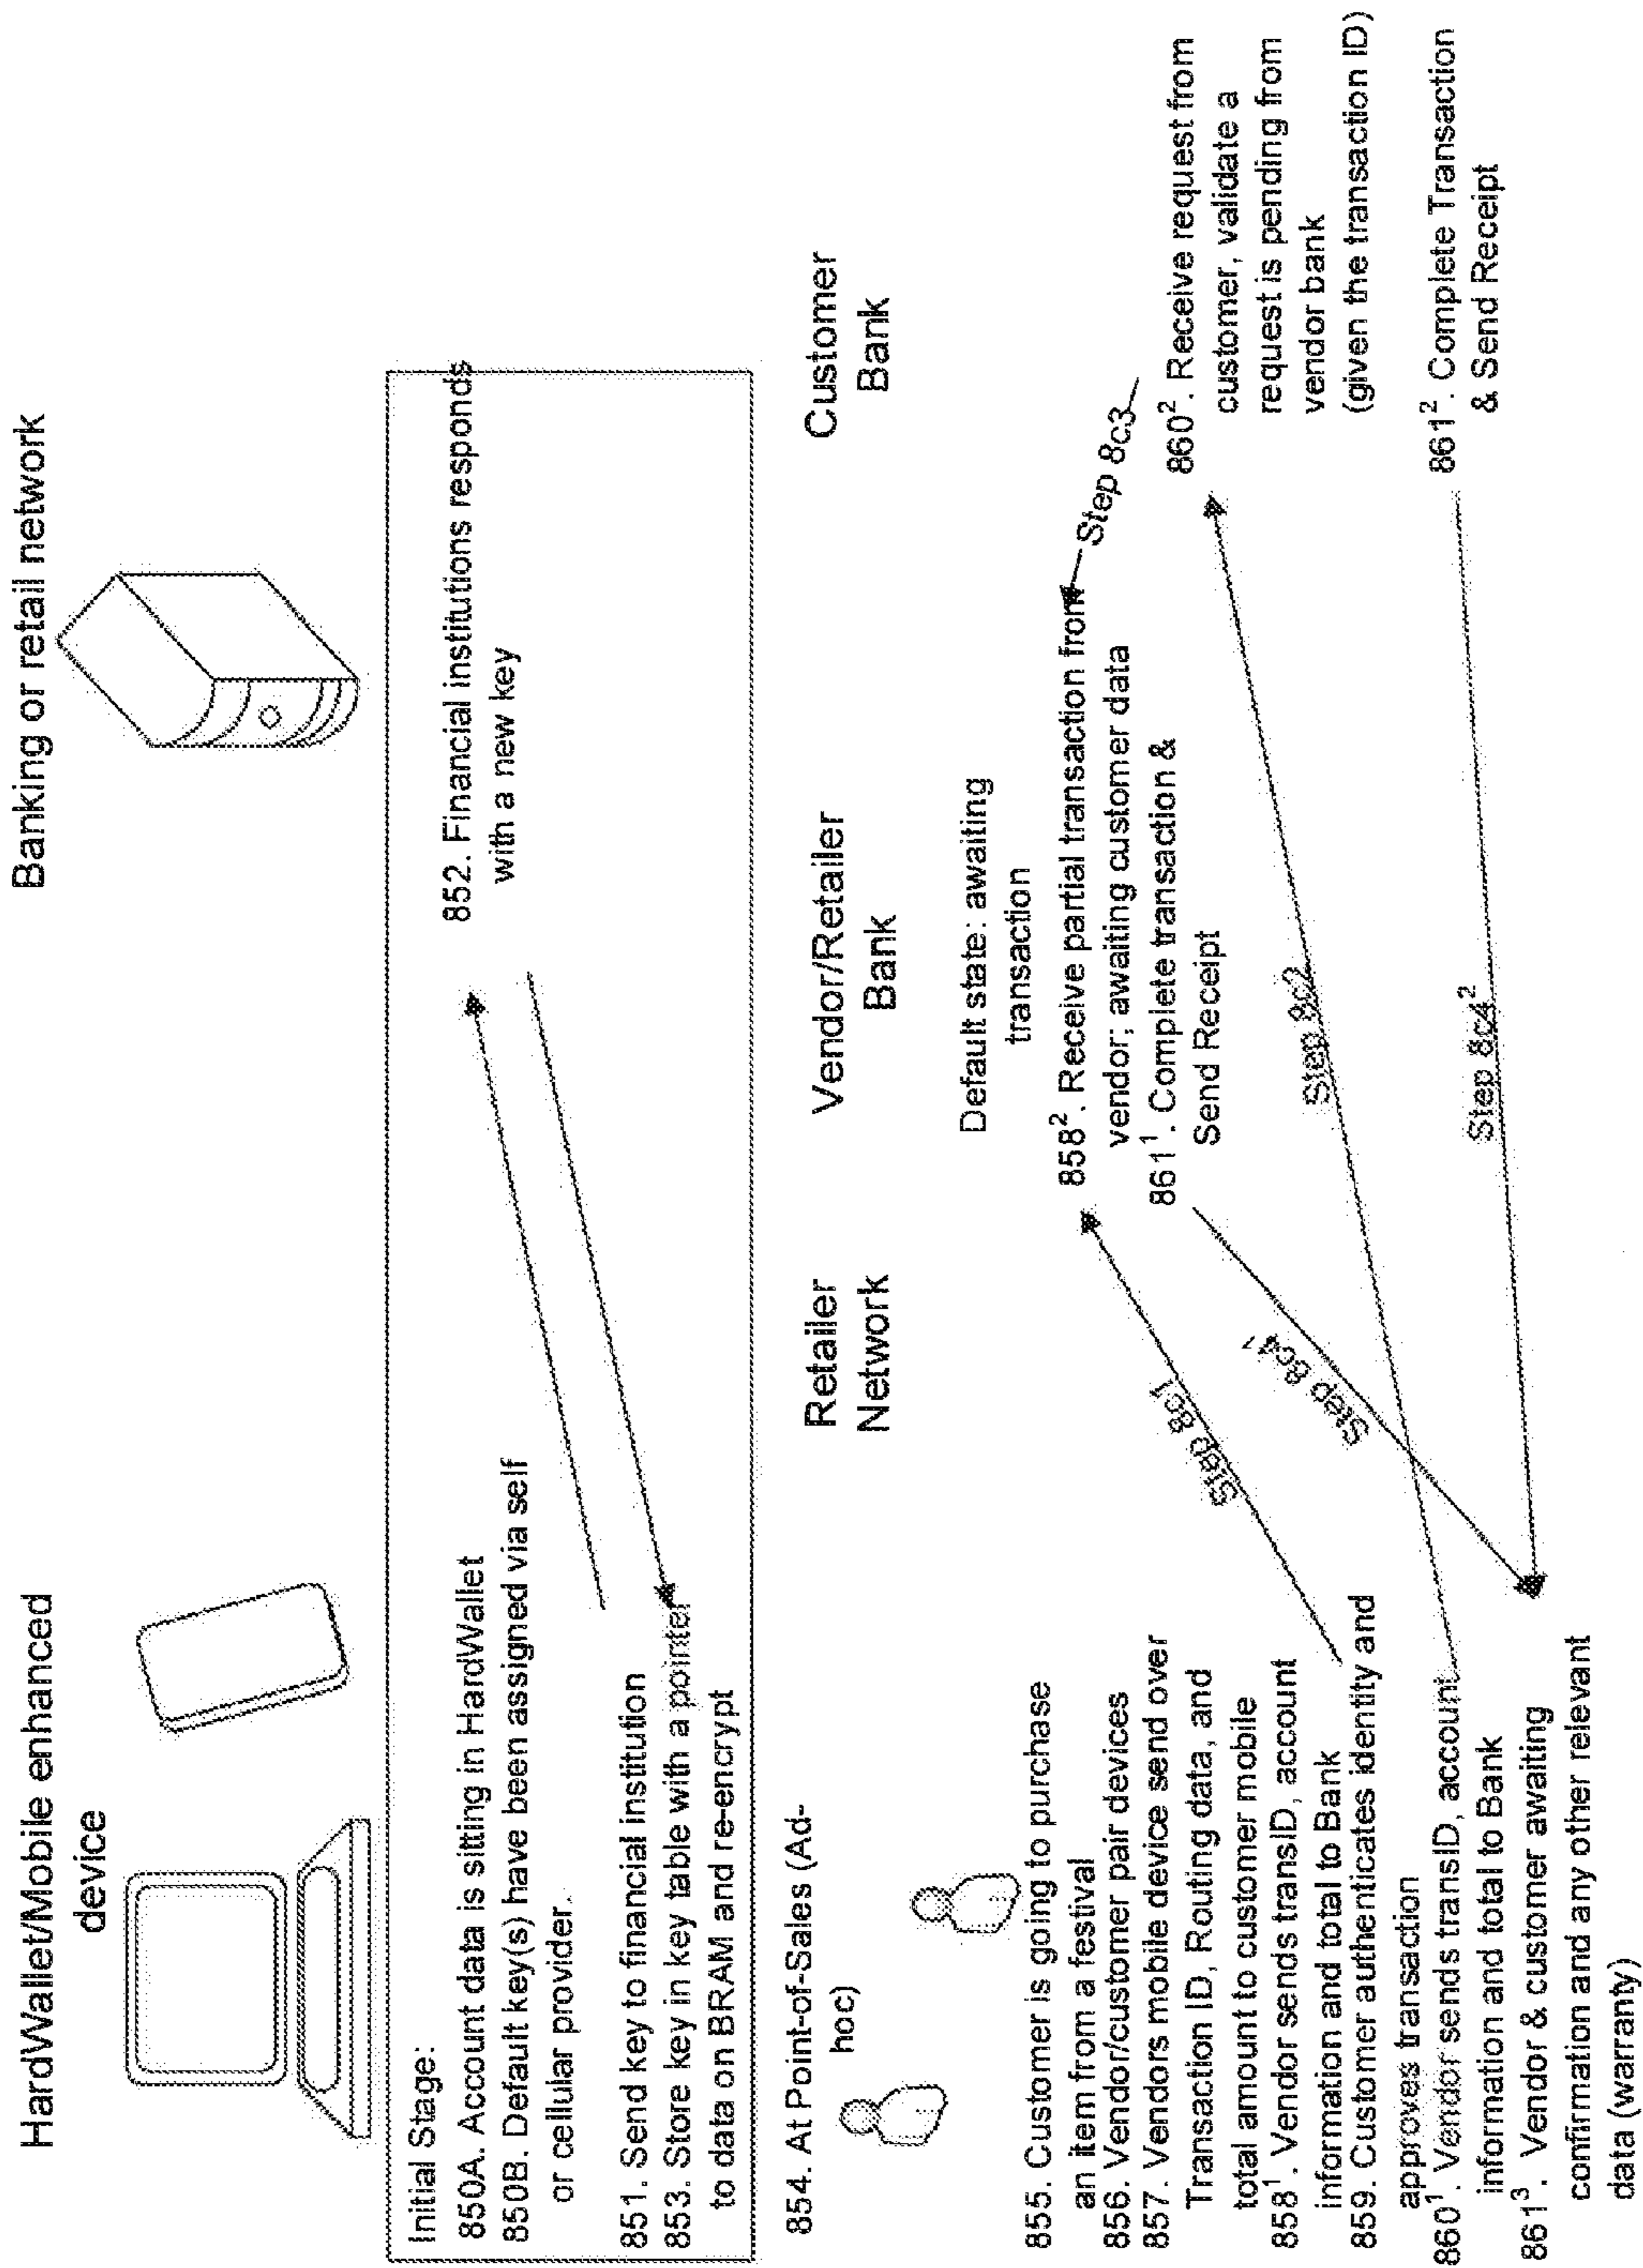 HardWallet/Mobile enhanced
device
Banking or retail network
Initial Stage:
850A. Account data is sitting in HardWallet
850B. Default key(s) have been assigned via self
or cellular provider.
851. Send key to financial institution
853. Store key in key table with a pointer
to data on BRAM and re-encrypt
852. Financial institutions responds
with a new key
854. At Point-of-Sales (Ad-
hoc)
Retailer
Network
Vendor/Retailer
Bank
Customer
Bank
855. Customer is going to purchase
an item from a festival
856. Vendor/customer pair devices
857. Vendors mobile device send over
Transaction ID, Routing data, and
total amount to customer mobile
858¹. Vendor sends transID, account
information and total to Bank
859. Customer authenticates identity and
approves transaction
860¹. Vendor sends transID, account
information and total to Bank
861³. Vendor & customer awaiting
confirmation and any other relevant
data (warranty)
Step 8c1
Step 8c4¹
Default state: awaiting
transaction
858². Receive partial transaction from
vendor; awaiting customer data
861¹. Complete transaction &
Send Receipt
Step 8c2
Step 8c4²
Step 8c3
860². Receive request from
customer, validate a
request is pending from
vendor bank
(given the transaction ID)
861². Complete Transaction
& Send Receipt